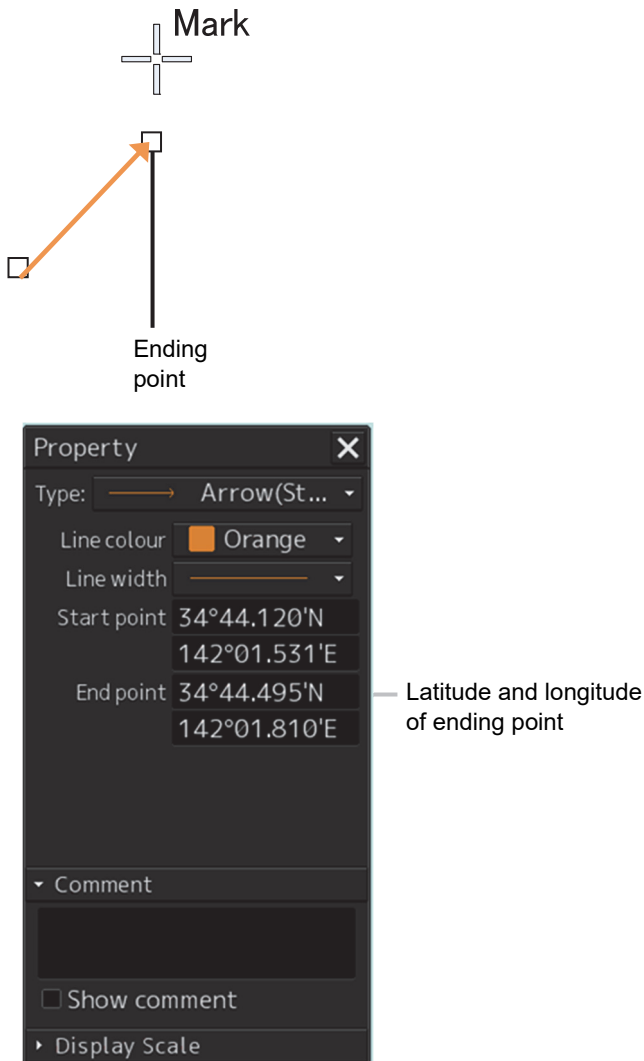 Mark
Ending
point
Property
Type: Arrow(St...
Line colour Orange
Line width
Start point 34°44.120'N
142°01.531'E
End point 34°44.495'N
142°01.810'E
Latitude and longitude
of ending point
Comment
Show comment
Display Scale